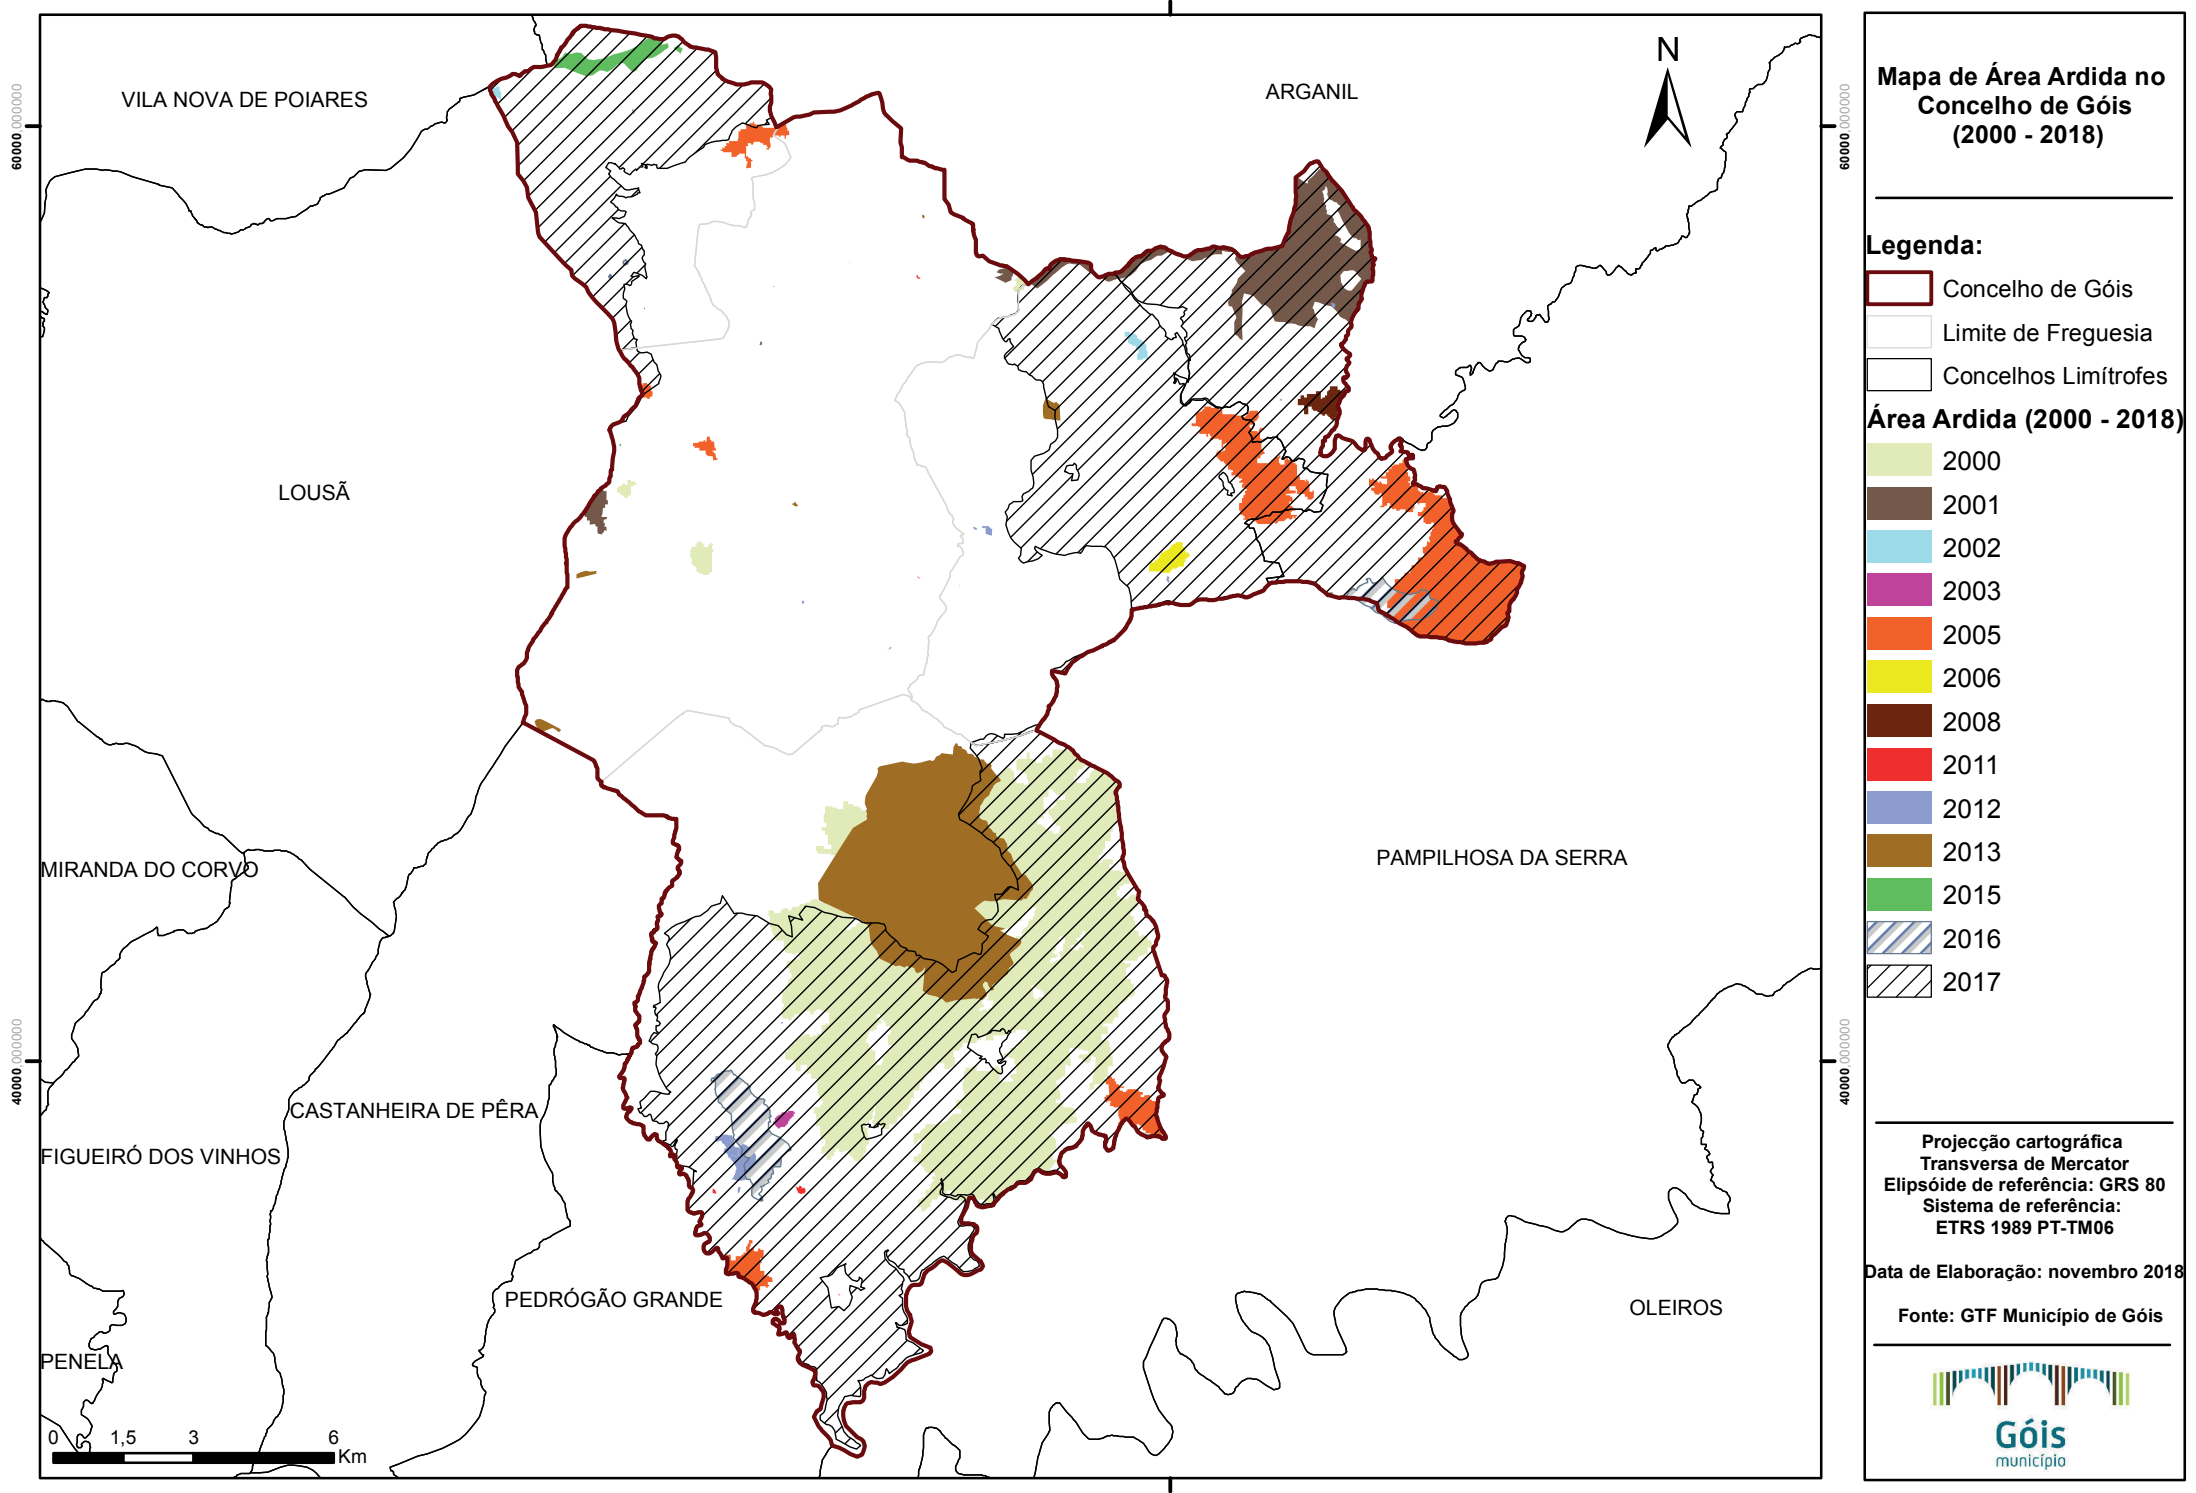 Mapa de Área Ardida no
Concelho de Góis
(2000 - 2018)
Legenda:
Concelho de Góis
Limite de Freguesia
Concelhos Limítrofes
Área Ardida (2000 - 2018)
2000
2001
2002
2003
2005
2006
2008
2011
2012
2013
2015
2016
2017
Projecção cartográfica
Transversa de Mercator
Elipsóide de referência: GRS 80
Sistema de referência:
ETRS 1989 PT-TM06
Data de Elaboração: novembro 2018
Fonte: GTF Município de Góis
Góis
município
N
VILA NOVA DE POIARES
ARGANIL
LOUSÃ
MIRANDA DO CORVO
PAMPILHOSA DA SERRA
CASTANHEIRA DE PÊRA
FIGUEIRÓ DOS VINHOS
PEDRÓGÃO GRANDE
OLEIROS
PENELA
0 1,5 3 6
Km
60000,000000
60000,000000
40000,000000
40000,000000